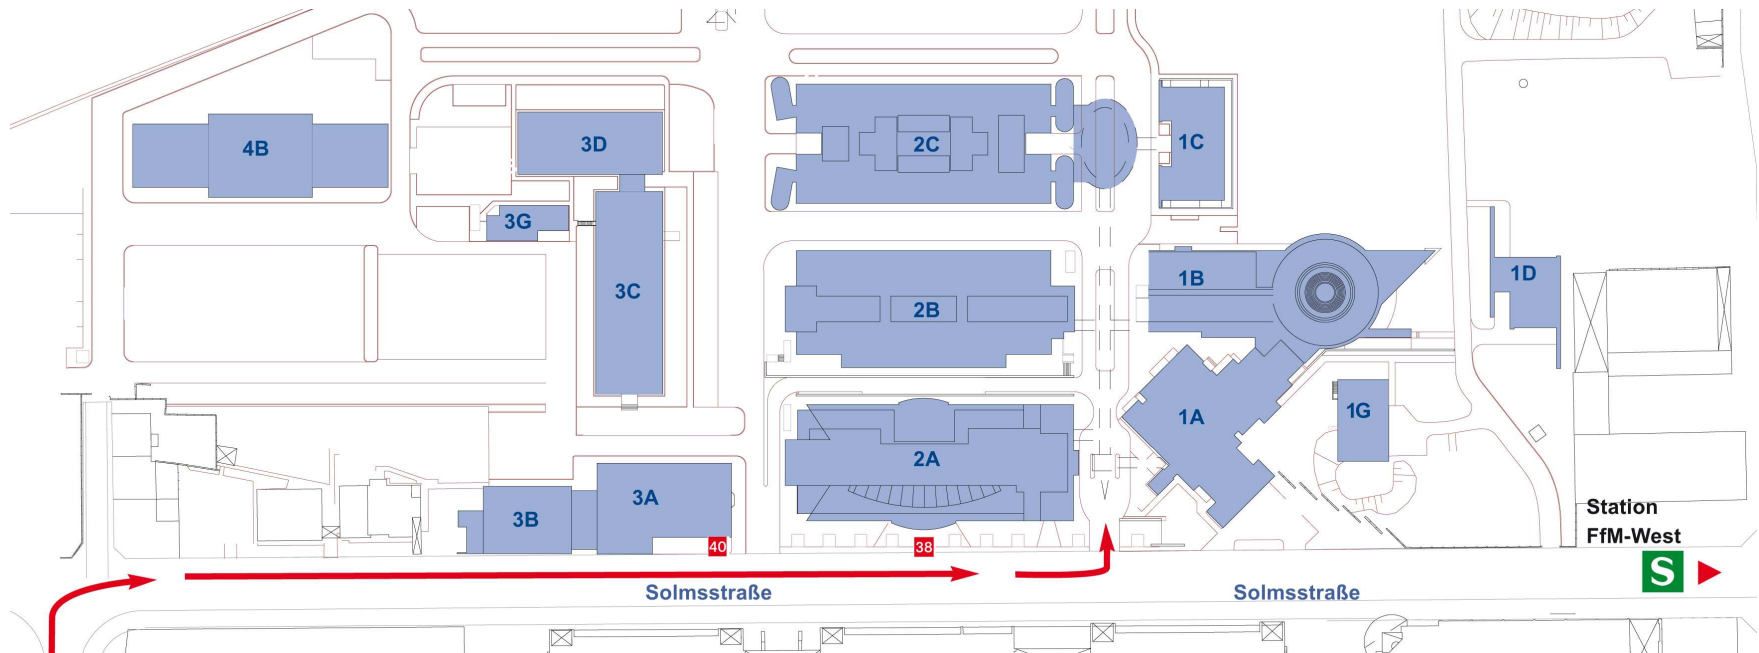 4B
3D
2C
1C
3G
3C
2B
1B
1D
1A
1G
2A
3A
3B
40
38
Station
FfM-West
S
Solmsstraße
Solmsstraße